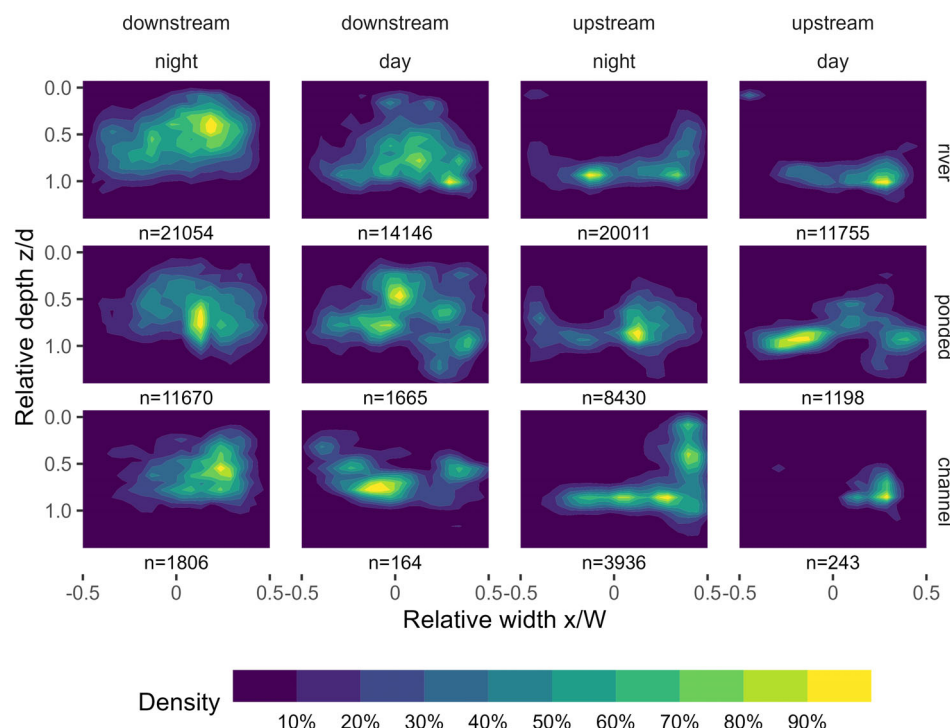 downstream downstream upstream upstream
night day night day
0.0
0.5
1.0
river
n=21054 n=14146 n=20011 n=11755
Relative depth z/d
0.0
0.5
1.0
ponded
n=11670 n=1665 n=8430 n=1198
0.0
0.5
1.0
channel
n=1806 n=164 n=3936 n=243
-0.5 0 0.5 -0.5 0 0.5 -0.5 0 0.5 -0.5 0 0.5
Relative width x/W
Density
10% 20% 30% 40% 50% 60% 70% 80% 90%